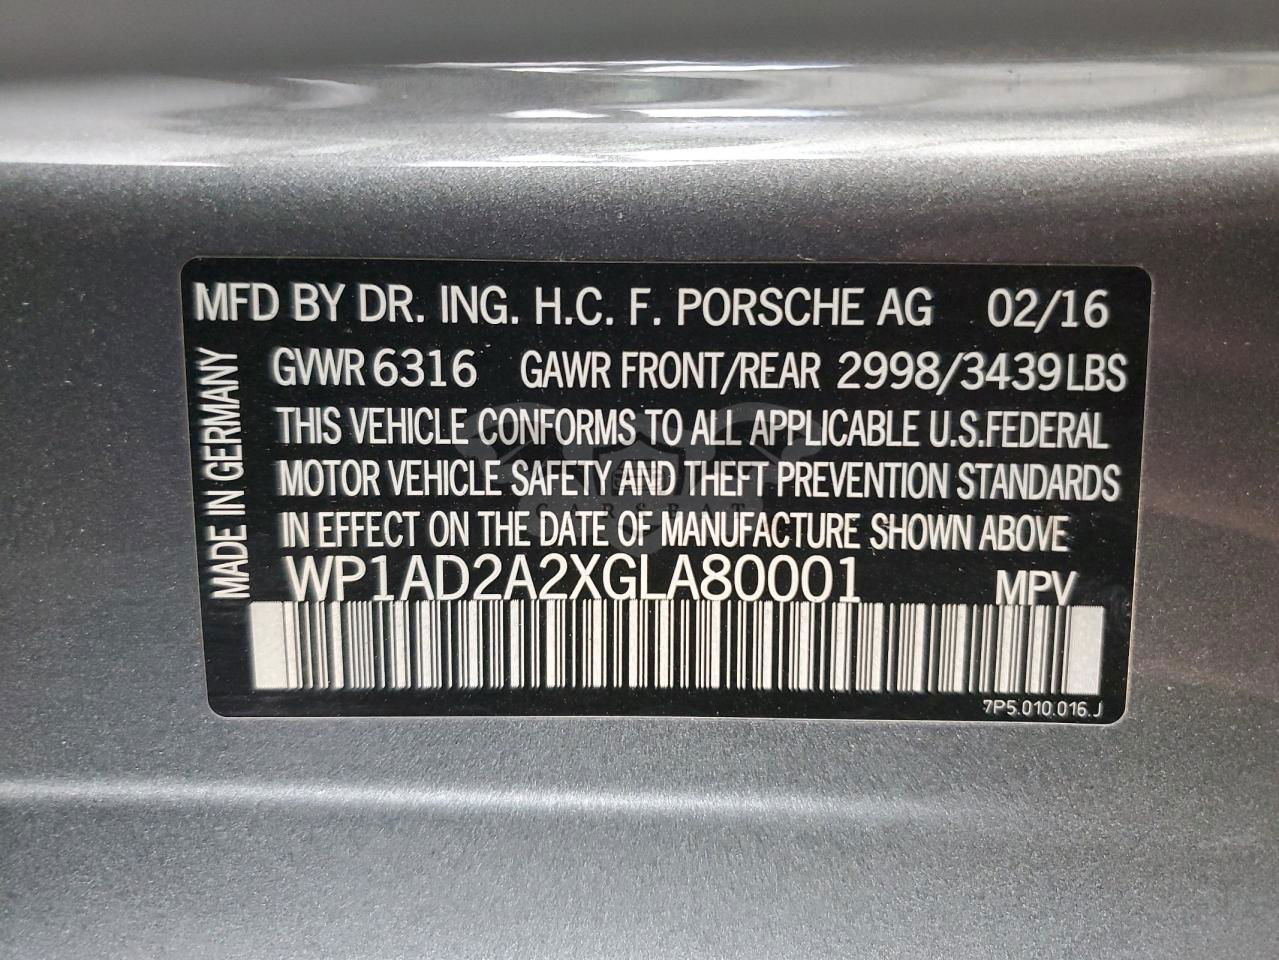 MFD BY DR. ING. H.C. F. PORSCHE AG 02/16
GVWR 6316 GAWR FRONT/REAR 2998/3439 LBS
THIS VEHICLE CONFORMS TO ALL APPLICABLE U.S.FEDERAL
MOTOR VEHICLE SAFETY AND THEFT PREVENTION STANDARDS
IN EFFECT ON THE DATE OF MANUFACTURE SHOWN ABOVE
WP1AD2A2XGLA80001 MPV
7P5.010.016.J
MADE IN GERMANY
CARSBAT